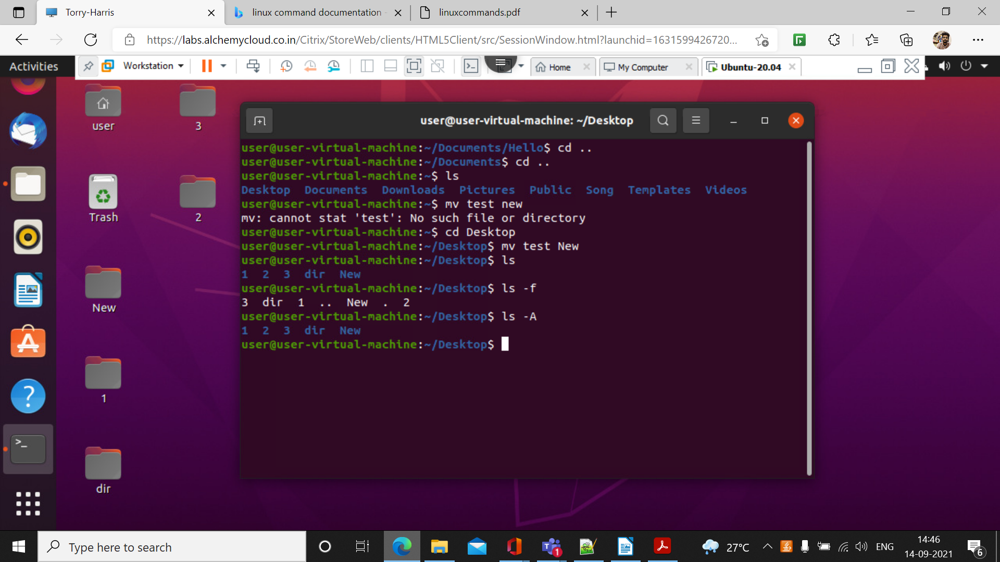 Torry-Harris
linux command documentation -
linuxcommands.pdf
https://labs.alchemycloud.co.in/Citrix/StoreWeb/clients/HTML5Client/src/SessionWindow.html?launchid=1631599426720...
Activities
Workstation
Home
My Computer
Ubuntu-20.04
user
3
Trash
2
New
1
dir
user@user-virtual-machine: ~/Desktop
user@user-virtual-machine:~/Documents/Hello$ cd ..
user@user-virtual-machine:~/Documents$ cd ..
user@user-virtual-machine:~$ ls
Desktop  Documents  Downloads  Pictures  Public  Song  Templates  Videos
user@user-virtual-machine:~$ mv test new
mv: cannot stat 'test': No such file or directory
user@user-virtual-machine:~$ cd Desktop
user@user-virtual-machine:~/Desktop$ mv test New
user@user-virtual-machine:~/Desktop$ ls
1  2  3  dir  New
user@user-virtual-machine:~/Desktop$ ls -f
3  dir  1  ..  New  .  2
user@user-virtual-machine:~/Desktop$ ls -A
1  2  3  dir  New
user@user-virtual-machine:~/Desktop$
Type here to search
1
27°C
ENG
14:46
14-09-2021
6